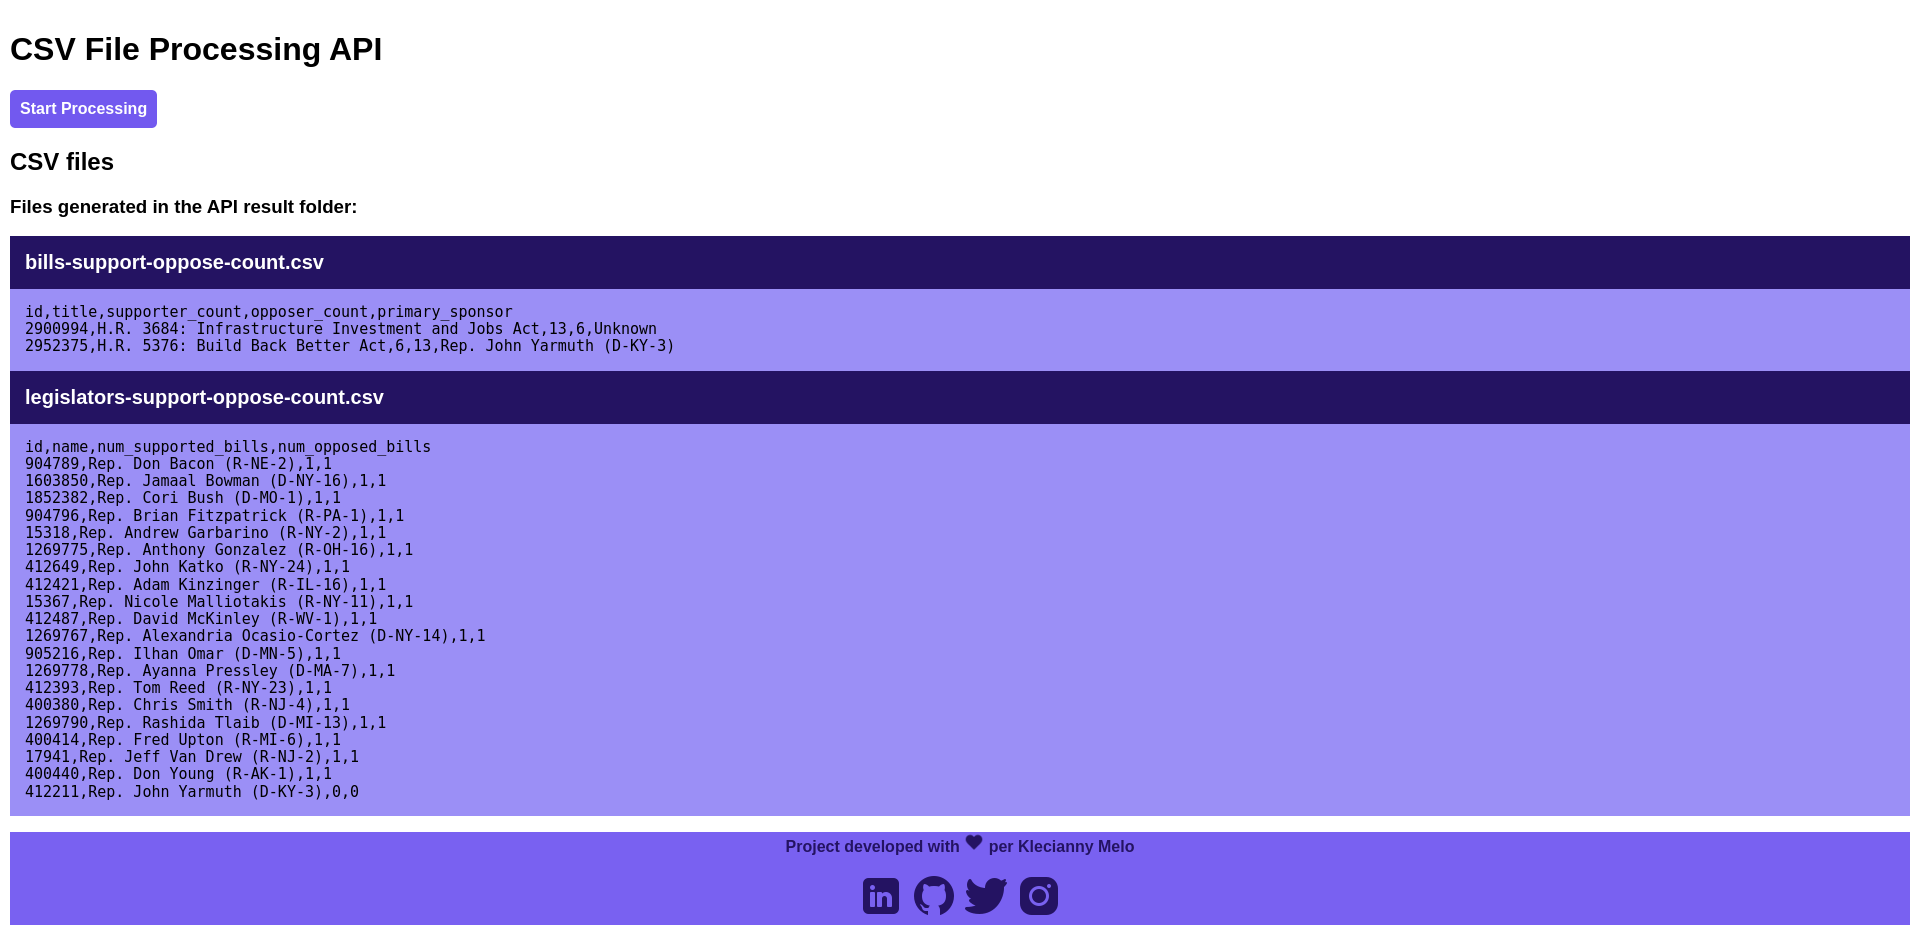 CSV File Processing API
Start Processing
CSV files
Files generated in the API result folder:
bills-support-oppose-count.csv
id,title,supporter_count,opposer_count,primary_sponsor
2900994,H.R. 3684: Infrastructure Investment and Jobs Act,13,6,Unknown
2952375,H.R. 5376: Build Back Better Act,6,13,Rep. John Yarmuth (D-KY-3)
legislators-support-oppose-count.csv
id,name,num_supported_bills,num_opposed_bills
904789,Rep. Don Bacon (R-NE-2),1,1
1603850,Rep. Jamaal Bowman (D-NY-16),1,1
1852382,Rep. Cori Bush (D-MO-1),1,1
904796,Rep. Brian Fitzpatrick (R-PA-1),1,1
15318,Rep. Andrew Garbarino (R-NY-2),1,1
1269775,Rep. Anthony Gonzalez (R-OH-16),1,1
412649,Rep. John Katko (R-NY-24),1,1
412421,Rep. Adam Kinzinger (R-IL-16),1,1
15367,Rep. Nicole Malliotakis (R-NY-11),1,1
412487,Rep. David McKinley (R-WV-1),1,1
1269767,Rep. Alexandria Ocasio-Cortez (D-NY-14),1,1
905216,Rep. Ilhan Omar (D-MN-5),1,1
1269778,Rep. Ayanna Pressley (D-MA-7),1,1
412393,Rep. Tom Reed (R-NY-23),1,1
400380,Rep. Chris Smith (R-NJ-4),1,1
1269790,Rep. Rashida Tlaib (D-MI-13),1,1
400414,Rep. Fred Upton (R-MI-6),1,1
17941,Rep. Jeff Van Drew (R-NJ-2),1,1
400440,Rep. Don Young (R-AK-1),1,1
412211,Rep. John Yarmuth (D-KY-3),0,0
Project developed with ♥ per Klecianny Melo